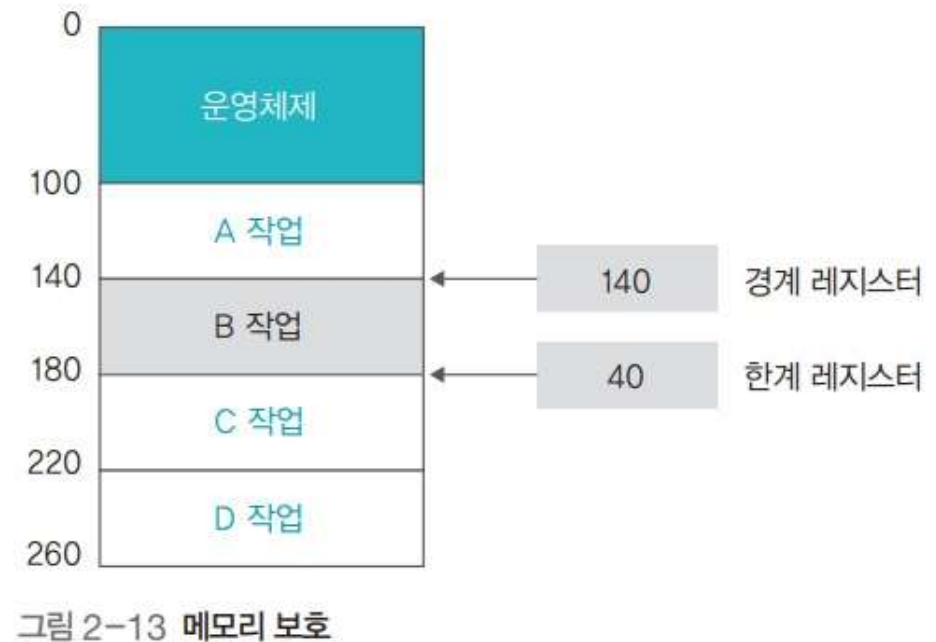 0
운영체제
100
A 작업
140
140 경계 레지스터
B 작업
180
40 한계 레지스터
C 작업
220
D 작업
260
그림 2-13 메모리 보호